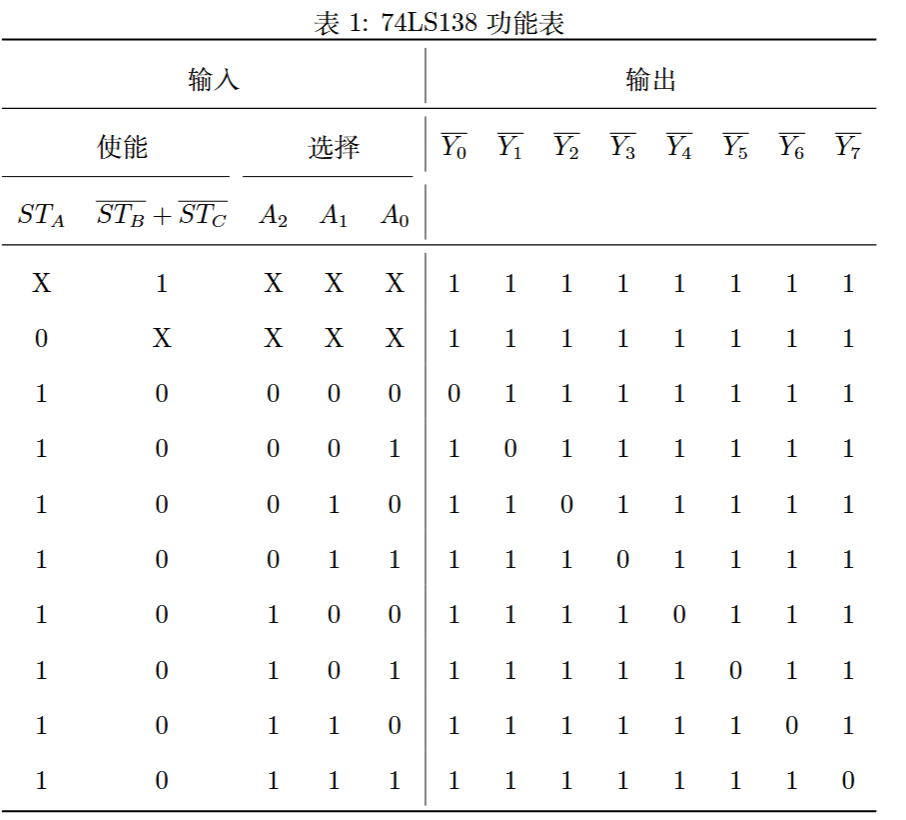 表 1: 74LS138 功能表
输入 输出
使能 选择 $\overline{Y_0}$ $\overline{Y_1}$ $\overline{Y_2}$ $\overline{Y_3}$ $\overline{Y_4}$ $\overline{Y_5}$ $\overline{Y_6}$ $\overline{Y_7}$
$ST_A$ $\overline{ST_B} + \overline{ST_C}$ $A_2$ $A_1$ $A_0$
X 1 X X X 1 1 1 1 1 1 1 1
0 X X X X 1 1 1 1 1 1 1 1
1 0 0 0 0 0 1 1 1 1 1 1 1
1 0 0 0 1 1 0 1 1 1 1 1 1
1 0 0 1 0 1 1 0 1 1 1 1 1
1 0 0 1 1 1 1 1 0 1 1 1 1
1 0 1 0 0 1 1 1 1 0 1 1 1
1 0 1 0 1 1 1 1 1 1 0 1 1
1 0 1 1 0 1 1 1 1 1 1 0 1
1 0 1 1 1 1 1 1 1 1 1 1 0